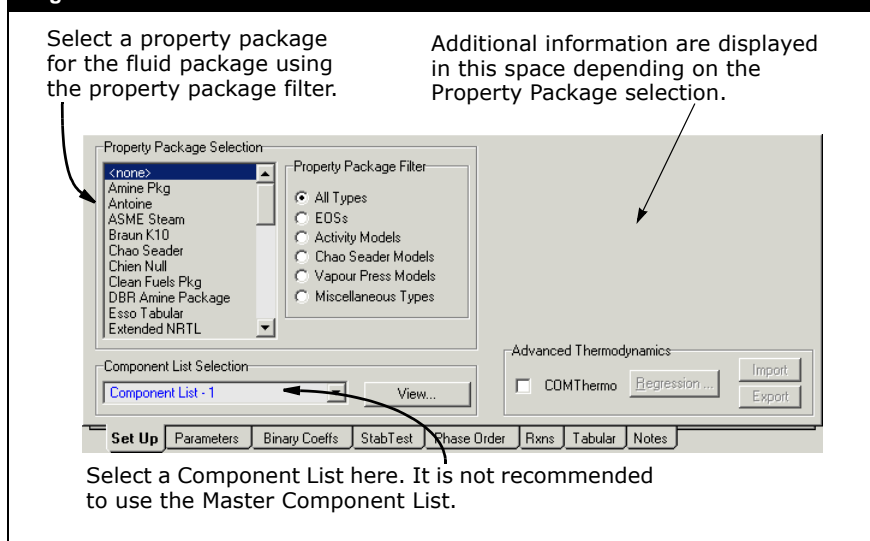 Select a property package
for the fluid package using
the property package filter.
Additional information are displayed
in this space depending on the
Property Package selection.
Property Package Selection
<none>
Amine Pkg
Antoine
ASME Steam
Braun K10
Chao Seader
Chien Null
Clean Fuels Pkg
DBR Amine Package
Esso Tabular
Extended NRTL
Property Package Filter
All Types
EOSs
Activity Models
Chao Seader Models
Vapour Press Models
Miscellaneous Types
Component List Selection
Component List - 1
View...
Advanced Thermodynamics
COMThermo
Regression ...
Import
Export
Set Up
Parameters
Binary Coeffs
StabTest
Phase Order
Rxns
Tabular
Notes
Select a Component List here. It is not recommended
to use the Master Component List.